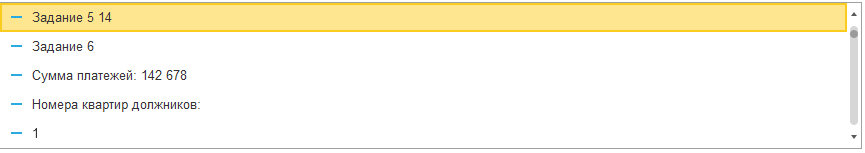 Задание 5 14
Задание 6
Сумма платежей: 142 678
Номера квартир должников:
1